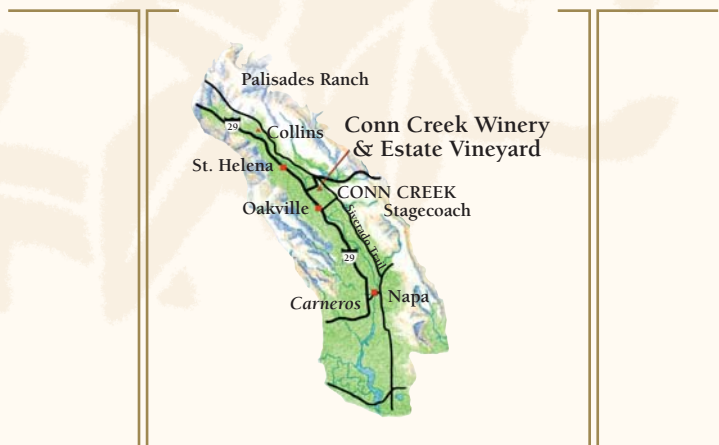 Palisades Ranch
29
Collins
Conn Creek Winery
& Estate Vineyard
St. Helena
CONN CREEK
Stagecoach
Oakville
Silverado Trail
29
Carneros
Napa